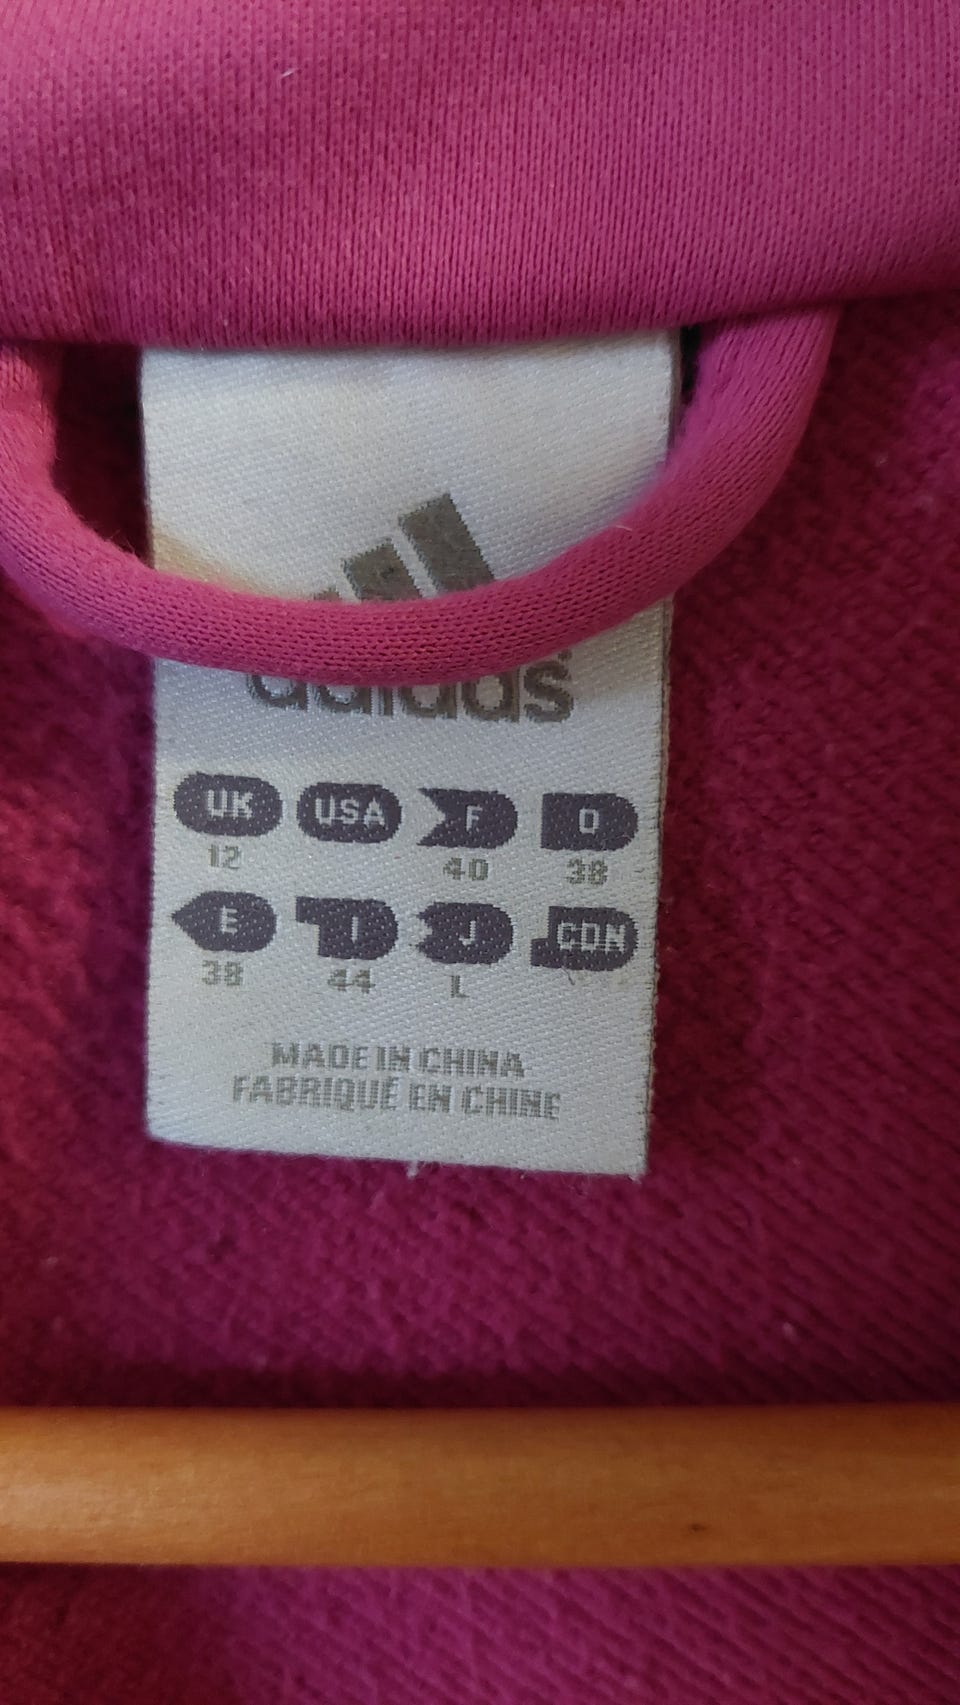 adidas
UK USA F D
12 40 38
E I J CDN
38 44 L
MADE IN CHINA
FABRIQUÉ EN CHINE